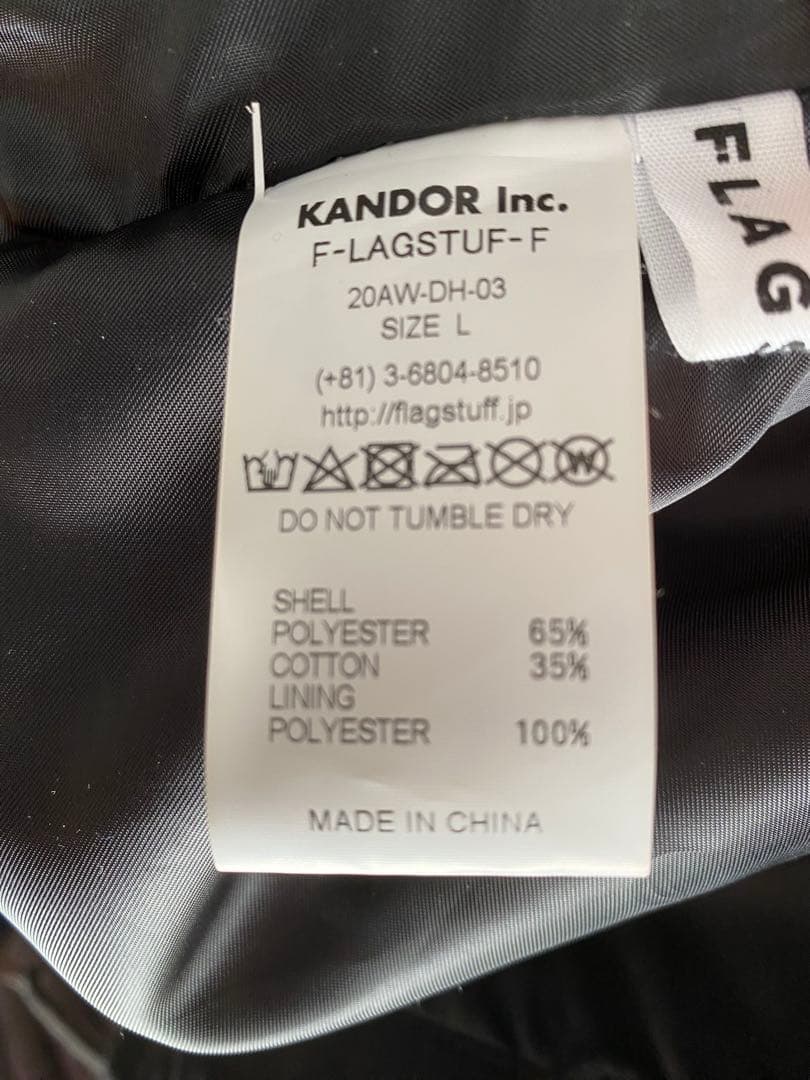 KANDOR Inc.
F-LAGSTUF-F
20AW-DH-03
SIZE L
(+81) 3-6804-8510
http://flagstuff.jp
W
DO NOT TUMBLE DRY
SHELL
POLYESTER 65%
COTTON 35%
LINING
POLYESTER 100%
MADE IN CHINA
FLAG